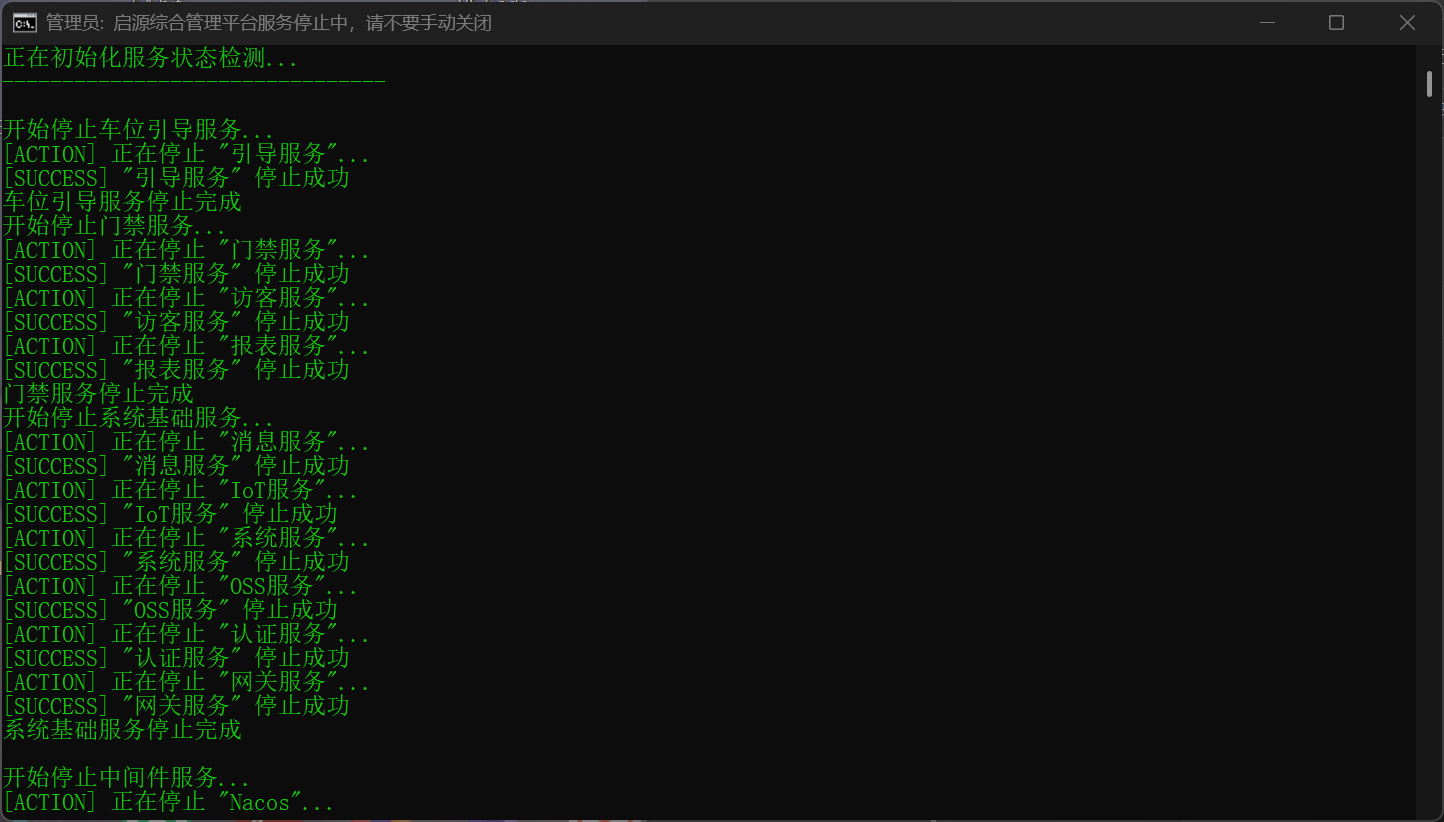 管理员: 启源综合管理平台服务停止中，请不要手动关闭
正在初始化服务状态检测...
--------------------------------
开始停止车位引导服务...
[ACTION] 正在停止 "引导服务"...
[SUCCESS] "引导服务" 停止成功
车位引导服务停止完成
开始停止门禁服务...
[ACTION] 正在停止 "门禁服务"...
[SUCCESS] "门禁服务" 停止成功
[ACTION] 正在停止 "访客服务"...
[SUCCESS] "访客服务" 停止成功
[ACTION] 正在停止 "报表服务"...
[SUCCESS] "报表服务" 停止成功
门禁服务停止完成
开始停止系统基础服务...
[ACTION] 正在停止 "消息服务"...
[SUCCESS] "消息服务" 停止成功
[ACTION] 正在停止 "IoT服务"...
[SUCCESS] "IoT服务" 停止成功
[ACTION] 正在停止 "系统服务"...
[SUCCESS] "系统服务" 停止成功
[ACTION] 正在停止 "OSS服务"...
[SUCCESS] "OSS服务" 停止成功
[ACTION] 正在停止 "认证服务"...
[SUCCESS] "认证服务" 停止成功
[ACTION] 正在停止 "网关服务"...
[SUCCESS] "网关服务" 停止成功
系统基础服务停止完成
开始停止中间件服务...
[ACTION] 正在停止 "Nacos"...